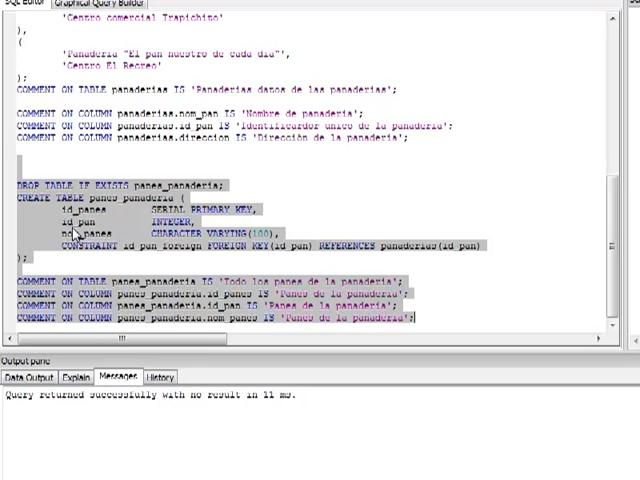 SQL Editor Graphical Query Builder
'Centro comercial Trapichito'
),
(
'Panaderia "El pan nuestro de cada dia"',
'Centro El Recreo'
);
COMMENT ON TABLE panaderias IS 'Panaderias datos de las panaderias';
COMMENT ON COLUMN panaderias.nom_pan IS 'Nombre de panaderia';
COMMENT ON COLUMN panaderias.id_pan IS 'Identificardor unico de la panaderia';
COMMENT ON COLUMN panaderias.direccion IS 'Dirección de la panaderia';
DROP TABLE IF EXISTS panes_panaderia;
CREATE TABLE panes_panaderia (
id_panes SERIAL PRIMARY KEY,
id_pan INTEGER,
nom_panes CHARACTER VARYING(100),
CONSTRAINT id_pan_foreign FOREIGN KEY(id_pan) REFERENCES panaderias(id_pan)
);
COMMENT ON TABLE panes_panaderia IS 'Todo los panes de la panaderia';
COMMENT ON COLUMN panes_panaderia.id_panes IS 'Panes de la panaderia';
COMMENT ON COLUMN panes_panaderia.id_pan IS 'Panes de la panaderia';
COMMENT ON COLUMN panes_panaderia.nom_panes IS 'Panes de la panaderia';
Output pane
Data Output Explain Messages History
Query returned successfully with no result in 11 ms.